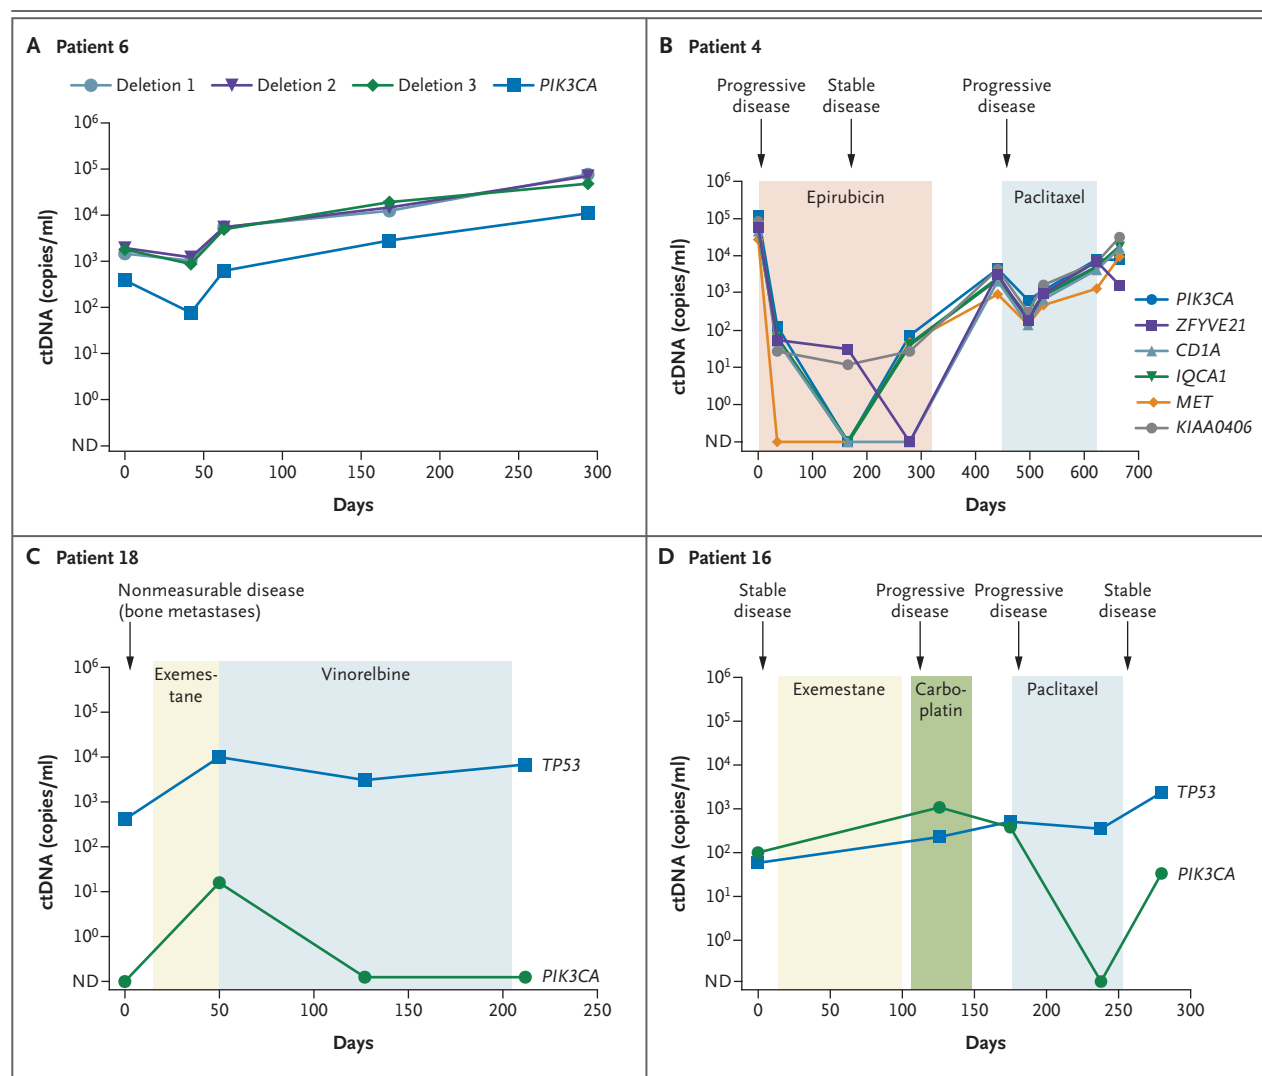 A Patient 6
Deletion 1 Deletion 2 Deletion 3 PIK3CA
10⁶
10⁵
10⁴
10³
10²
10¹
10⁰
ND
ctDNA (copies/ml)
0 50 100 150 200 250 300
Days
B Patient 4
Progressive disease
Stable disease
Progressive disease
10⁶
10⁵
10⁴
10³
10²
10¹
10⁰
ND
ctDNA (copies/ml)
Epirubicin
Paclitaxel
PIK3CA
ZFYVE21
CD1A
IQCA1
MET
KIAA0406
0 100 200 300 400 500 600 700
Days
C Patient 18
Nonmeasurable disease
(bone metastases)
10⁶
10⁵
10⁴
10³
10²
10¹
10⁰
ND
ctDNA (copies/ml)
Exemes-
tane
Vinorelbine
TP53
PIK3CA
0 50 100 150 200 250
Days
D Patient 16
Stable disease
Progressive disease
Progressive disease
Stable disease
10⁶
10⁵
10⁴
10³
10²
10¹
10⁰
ND
ctDNA (copies/ml)
Exemestane
Carbo-
platin
Paclitaxel
TP53
PIK3CA
0 50 100 150 200 250 300
Days